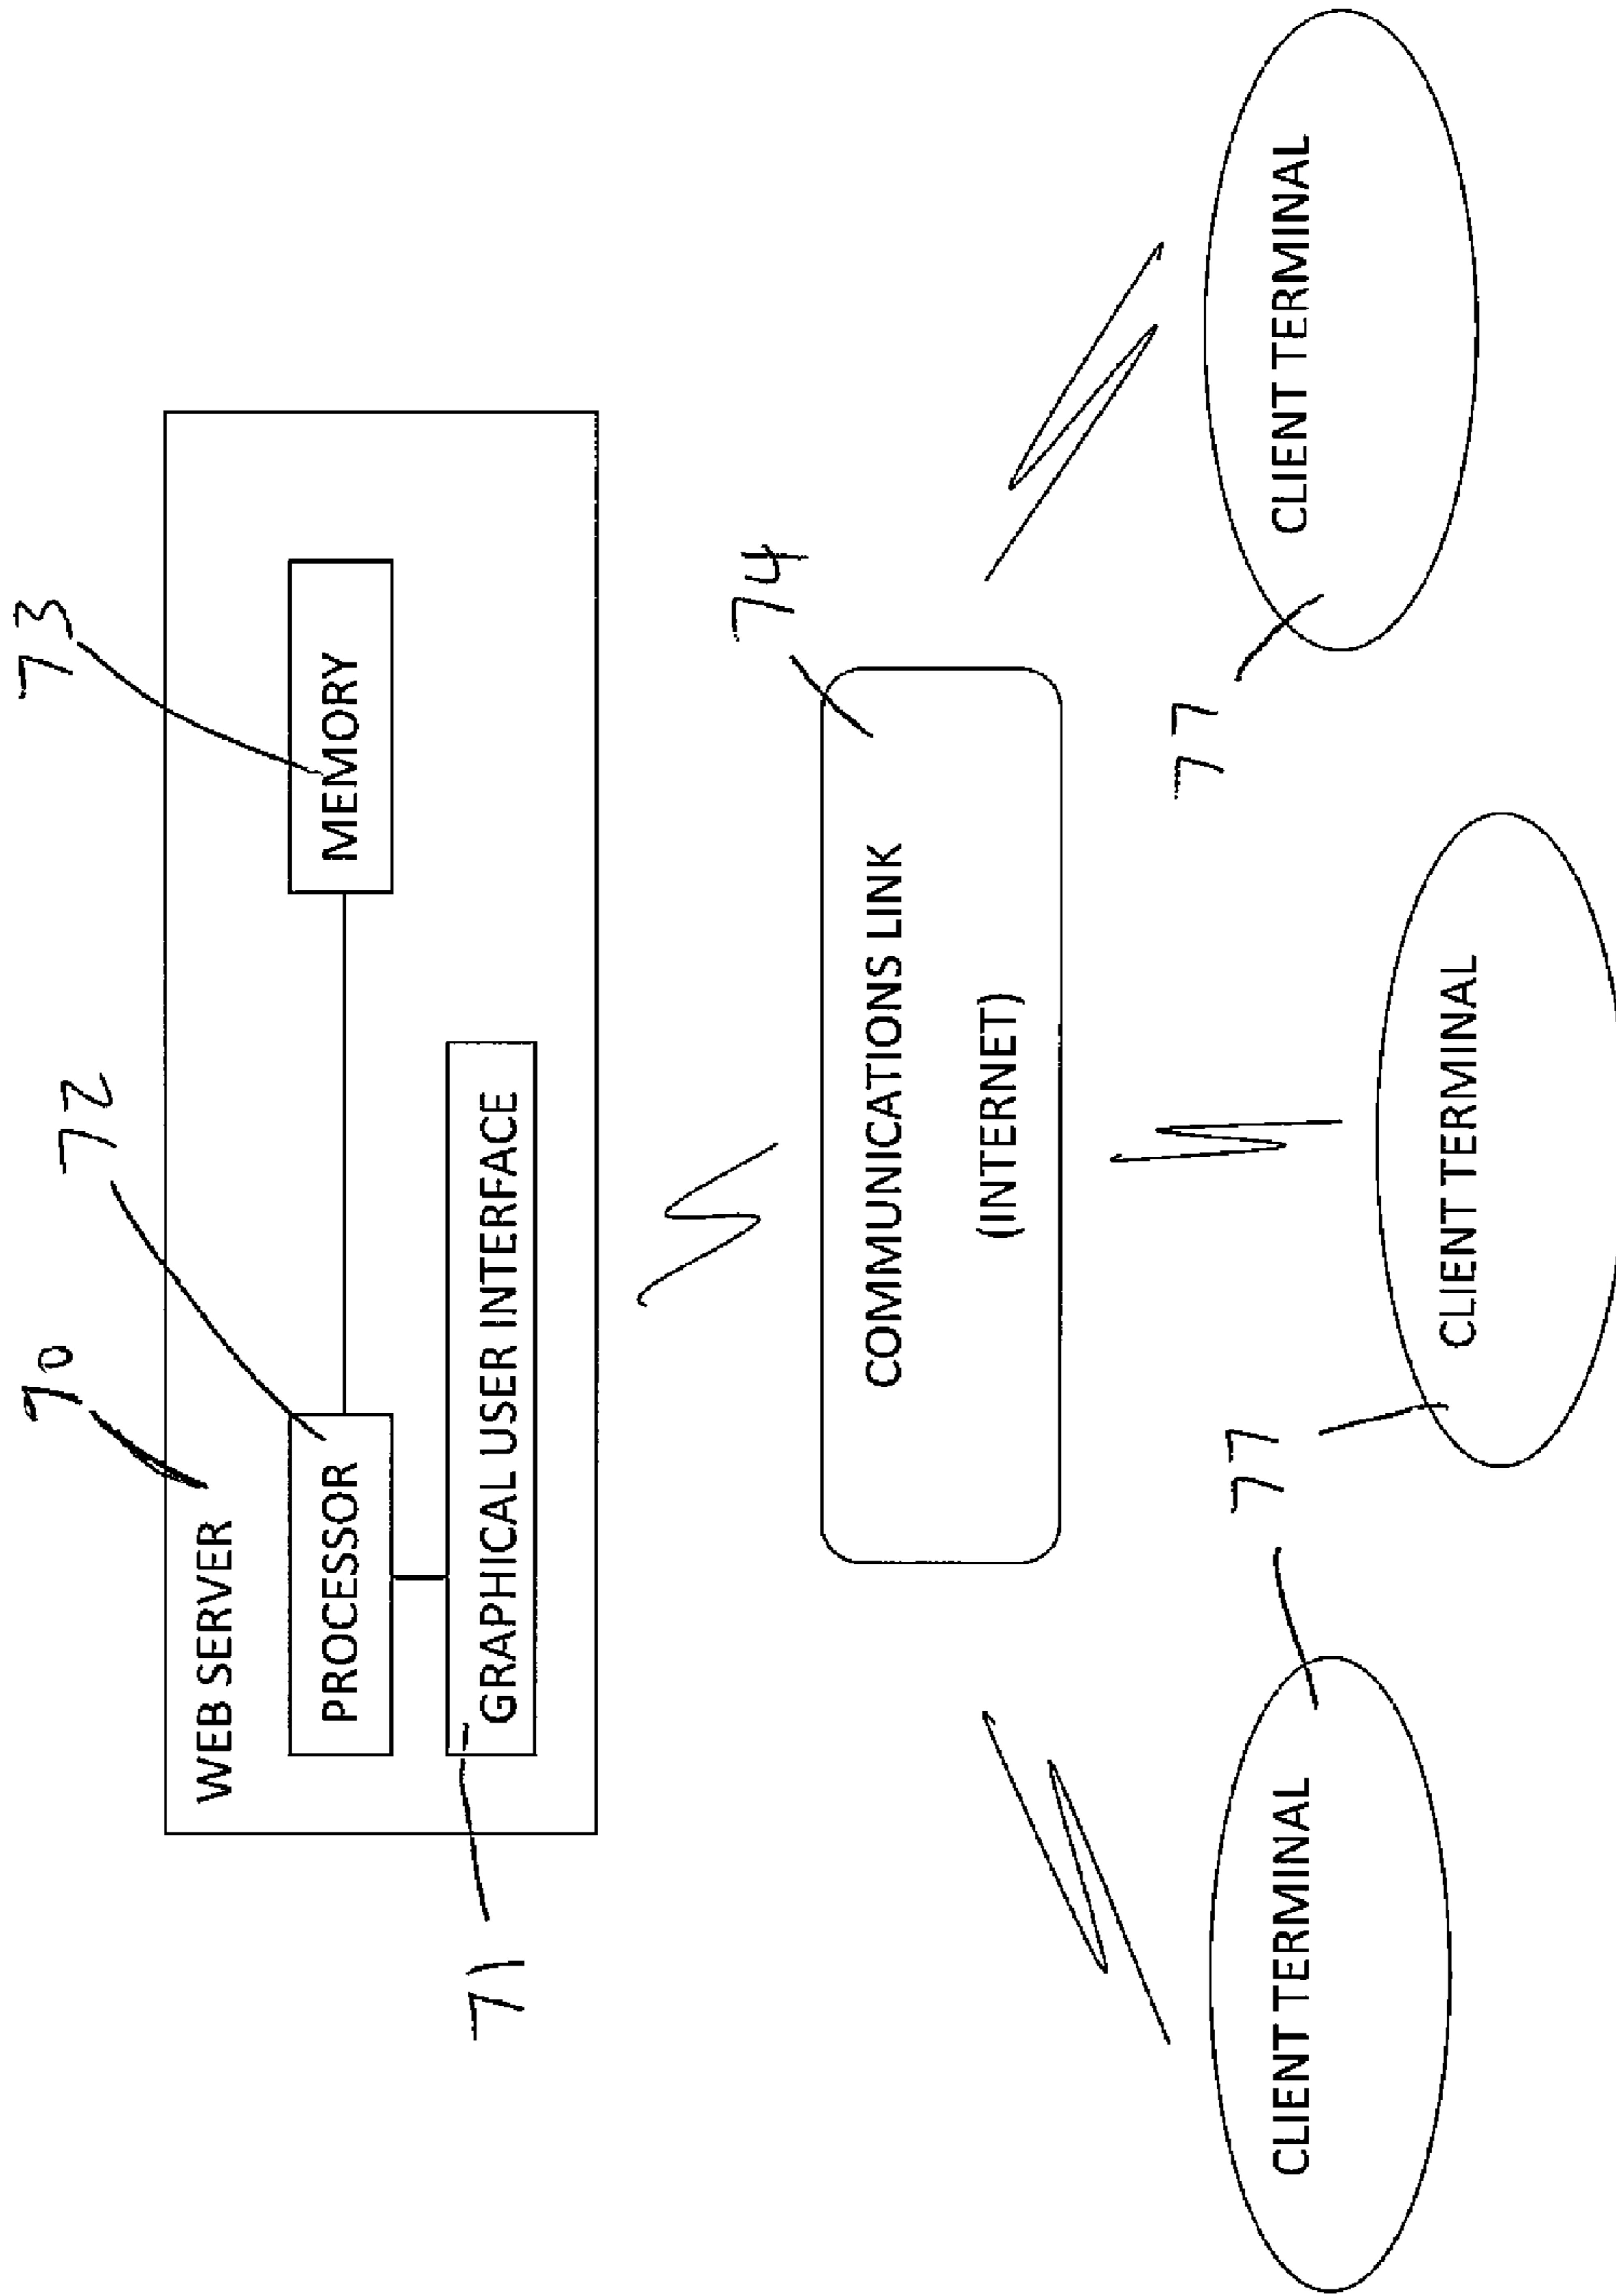 70
72
73
WEB SERVER
PROCESSOR
MEMORY
71
GRAPHICAL USER INTERFACE
74
COMMUNICATIONS LINK
(INTERNET)
77
77
CLIENT TERMINAL
CLIENT TERMINAL
CLIENT TERMINAL